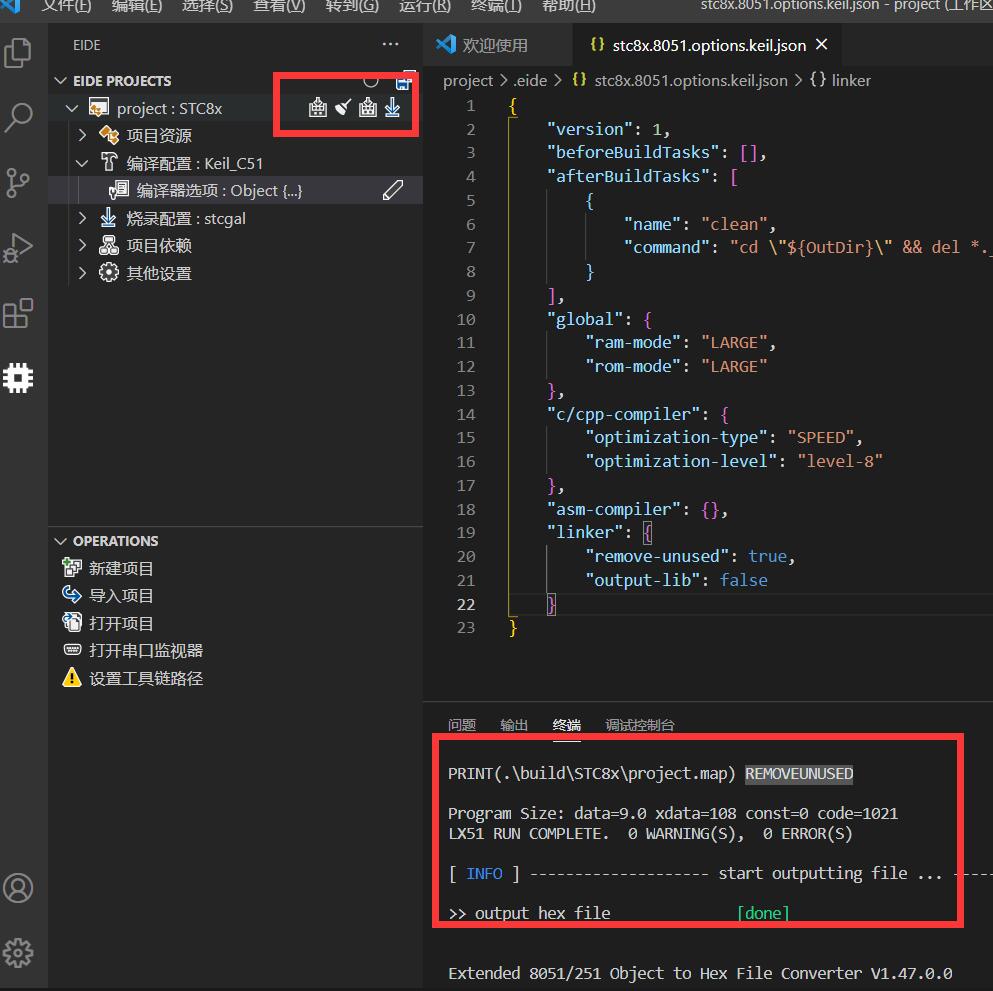 文件(F) 编辑(E) 选择(S) 查看(V) 转到(G) 运行(R) 终端(T) 帮助(H) stc8x.8051.options.keil.json - project (工作区
EIDE
EIDE PROJECTS
project : STC8x
项目资源
编译配置 : Keil_C51
编译器选项 : Object {...}
烧录配置 : stcgal
项目依赖
其他设置
OPERATIONS
新建项目
导入项目
打开项目
打开串口监视器
设置工具链路径
欢迎使用 {} stc8x.8051.options.keil.json
project > .eide > {} stc8x.8051.options.keil.json > {} linker
1 {
2 "version": 1,
3 "beforeBuildTasks": [],
4 "afterBuildTasks": [
5 {
6 "name": "clean",
7 "command": "cd \"${OutDir}\" && del *._
8 }
9 ],
10 "global": {
11 "ram-mode": "LARGE",
12 "rom-mode": "LARGE"
13 },
14 "c/cpp-compiler": {
15 "optimization-type": "SPEED",
16 "optimization-level": "level-8"
17 },
18 "asm-compiler": {},
19 "linker": {
20 "remove-unused": true,
21 "output-lib": false
22 }
23 }
问题 输出 终端 调试控制台
PRINT(.\build\STC8x\project.map) REMOVEUNUSED
Program Size: data=9.0 xdata=108 const=0 code=1021
LX51 RUN COMPLETE. 0 WARNING(S), 0 ERROR(S)
[ INFO ] -------------------- start outputting file ... -----
>> output hex file [done]
Extended 8051/251 Object to Hex File Converter V1.47.0.0